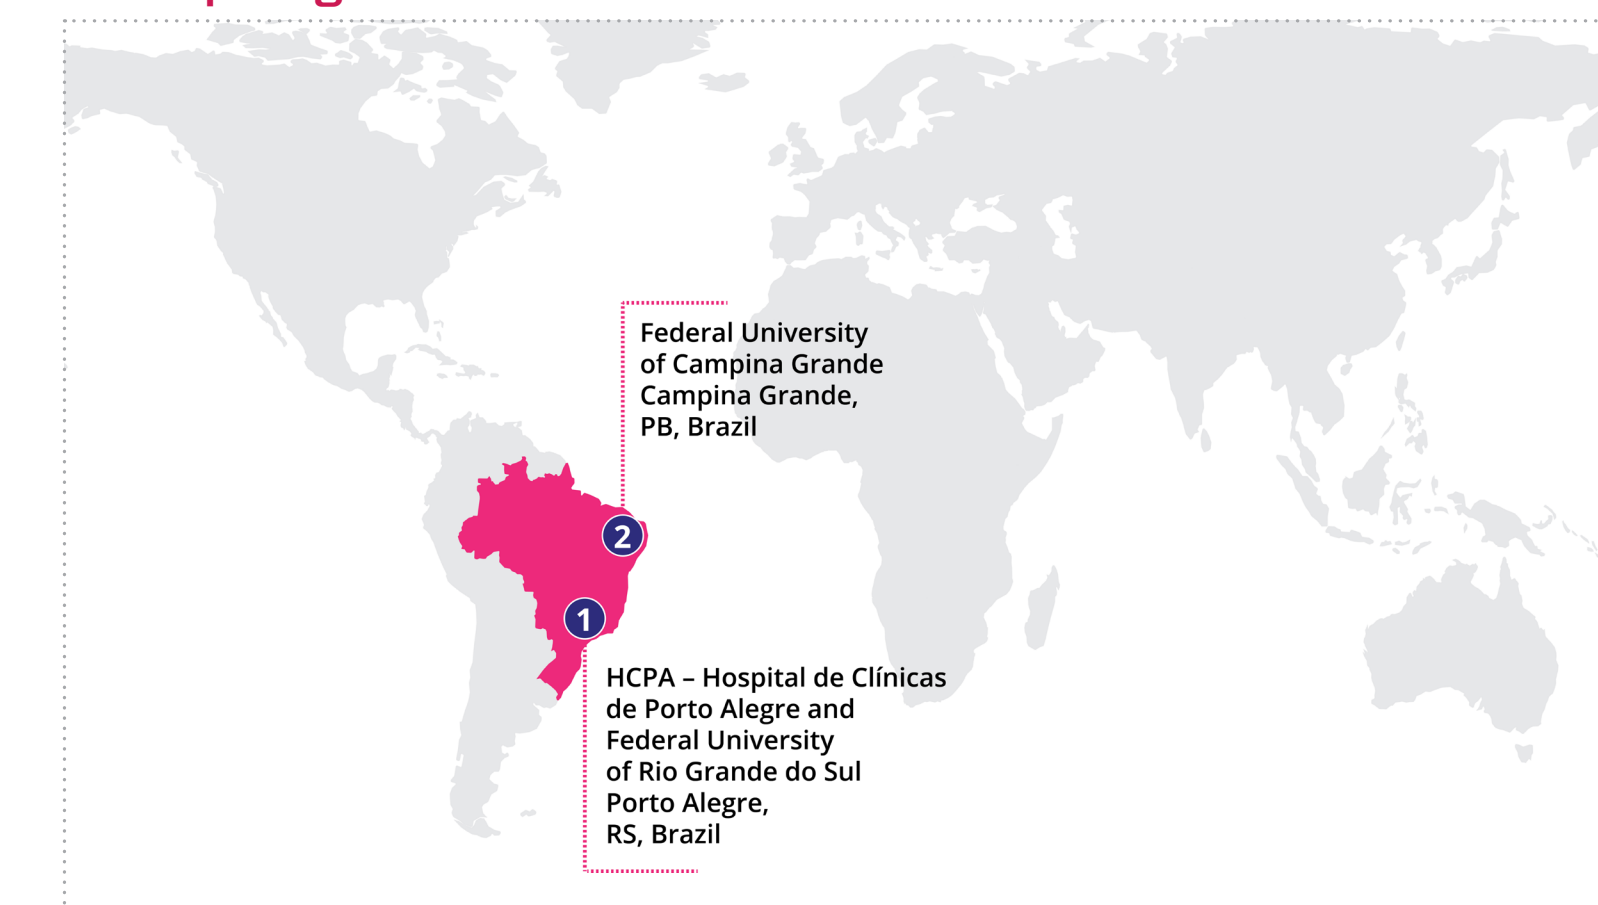 Federal University
of Campina Grande
Campina Grande,
PB, Brazil
2
1
HCPA – Hospital de Clínicas
de Porto Alegre and
Federal University
of Rio Grande do Sul
Porto Alegre,
RS, Brazil